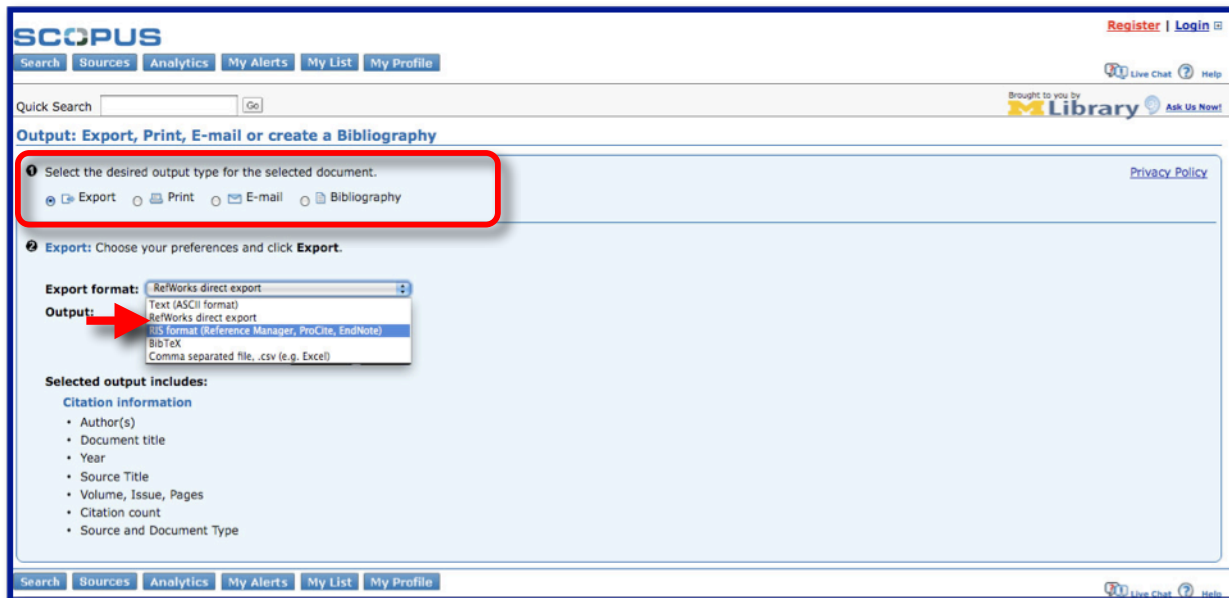 SCOPUS
Register | Login
Search Sources Analytics My Alerts My List My Profile
Live Chat Help
Quick Search Go
Brought to you by
M Library Ask Us Now!
Output: Export, Print, E-mail or create a Bibliography
1 Select the desired output type for the selected document.
Privacy Policy
Export Print E-mail Bibliography
2 Export: Choose your preferences and click Export.
Export format: RefWorks direct export
Text (ASCII format)
Output: RefWorks direct export
RIS format (Reference Manager, ProCite, EndNote)
BibTeX
Comma separated file, .csv (e.g. Excel)
Selected output includes:
Citation information
• Author(s)
• Document title
• Year
• Source Title
• Volume, Issue, Pages
• Citation count
• Source and Document Type
Search Sources Analytics My Alerts My List My Profile
Live Chat Help